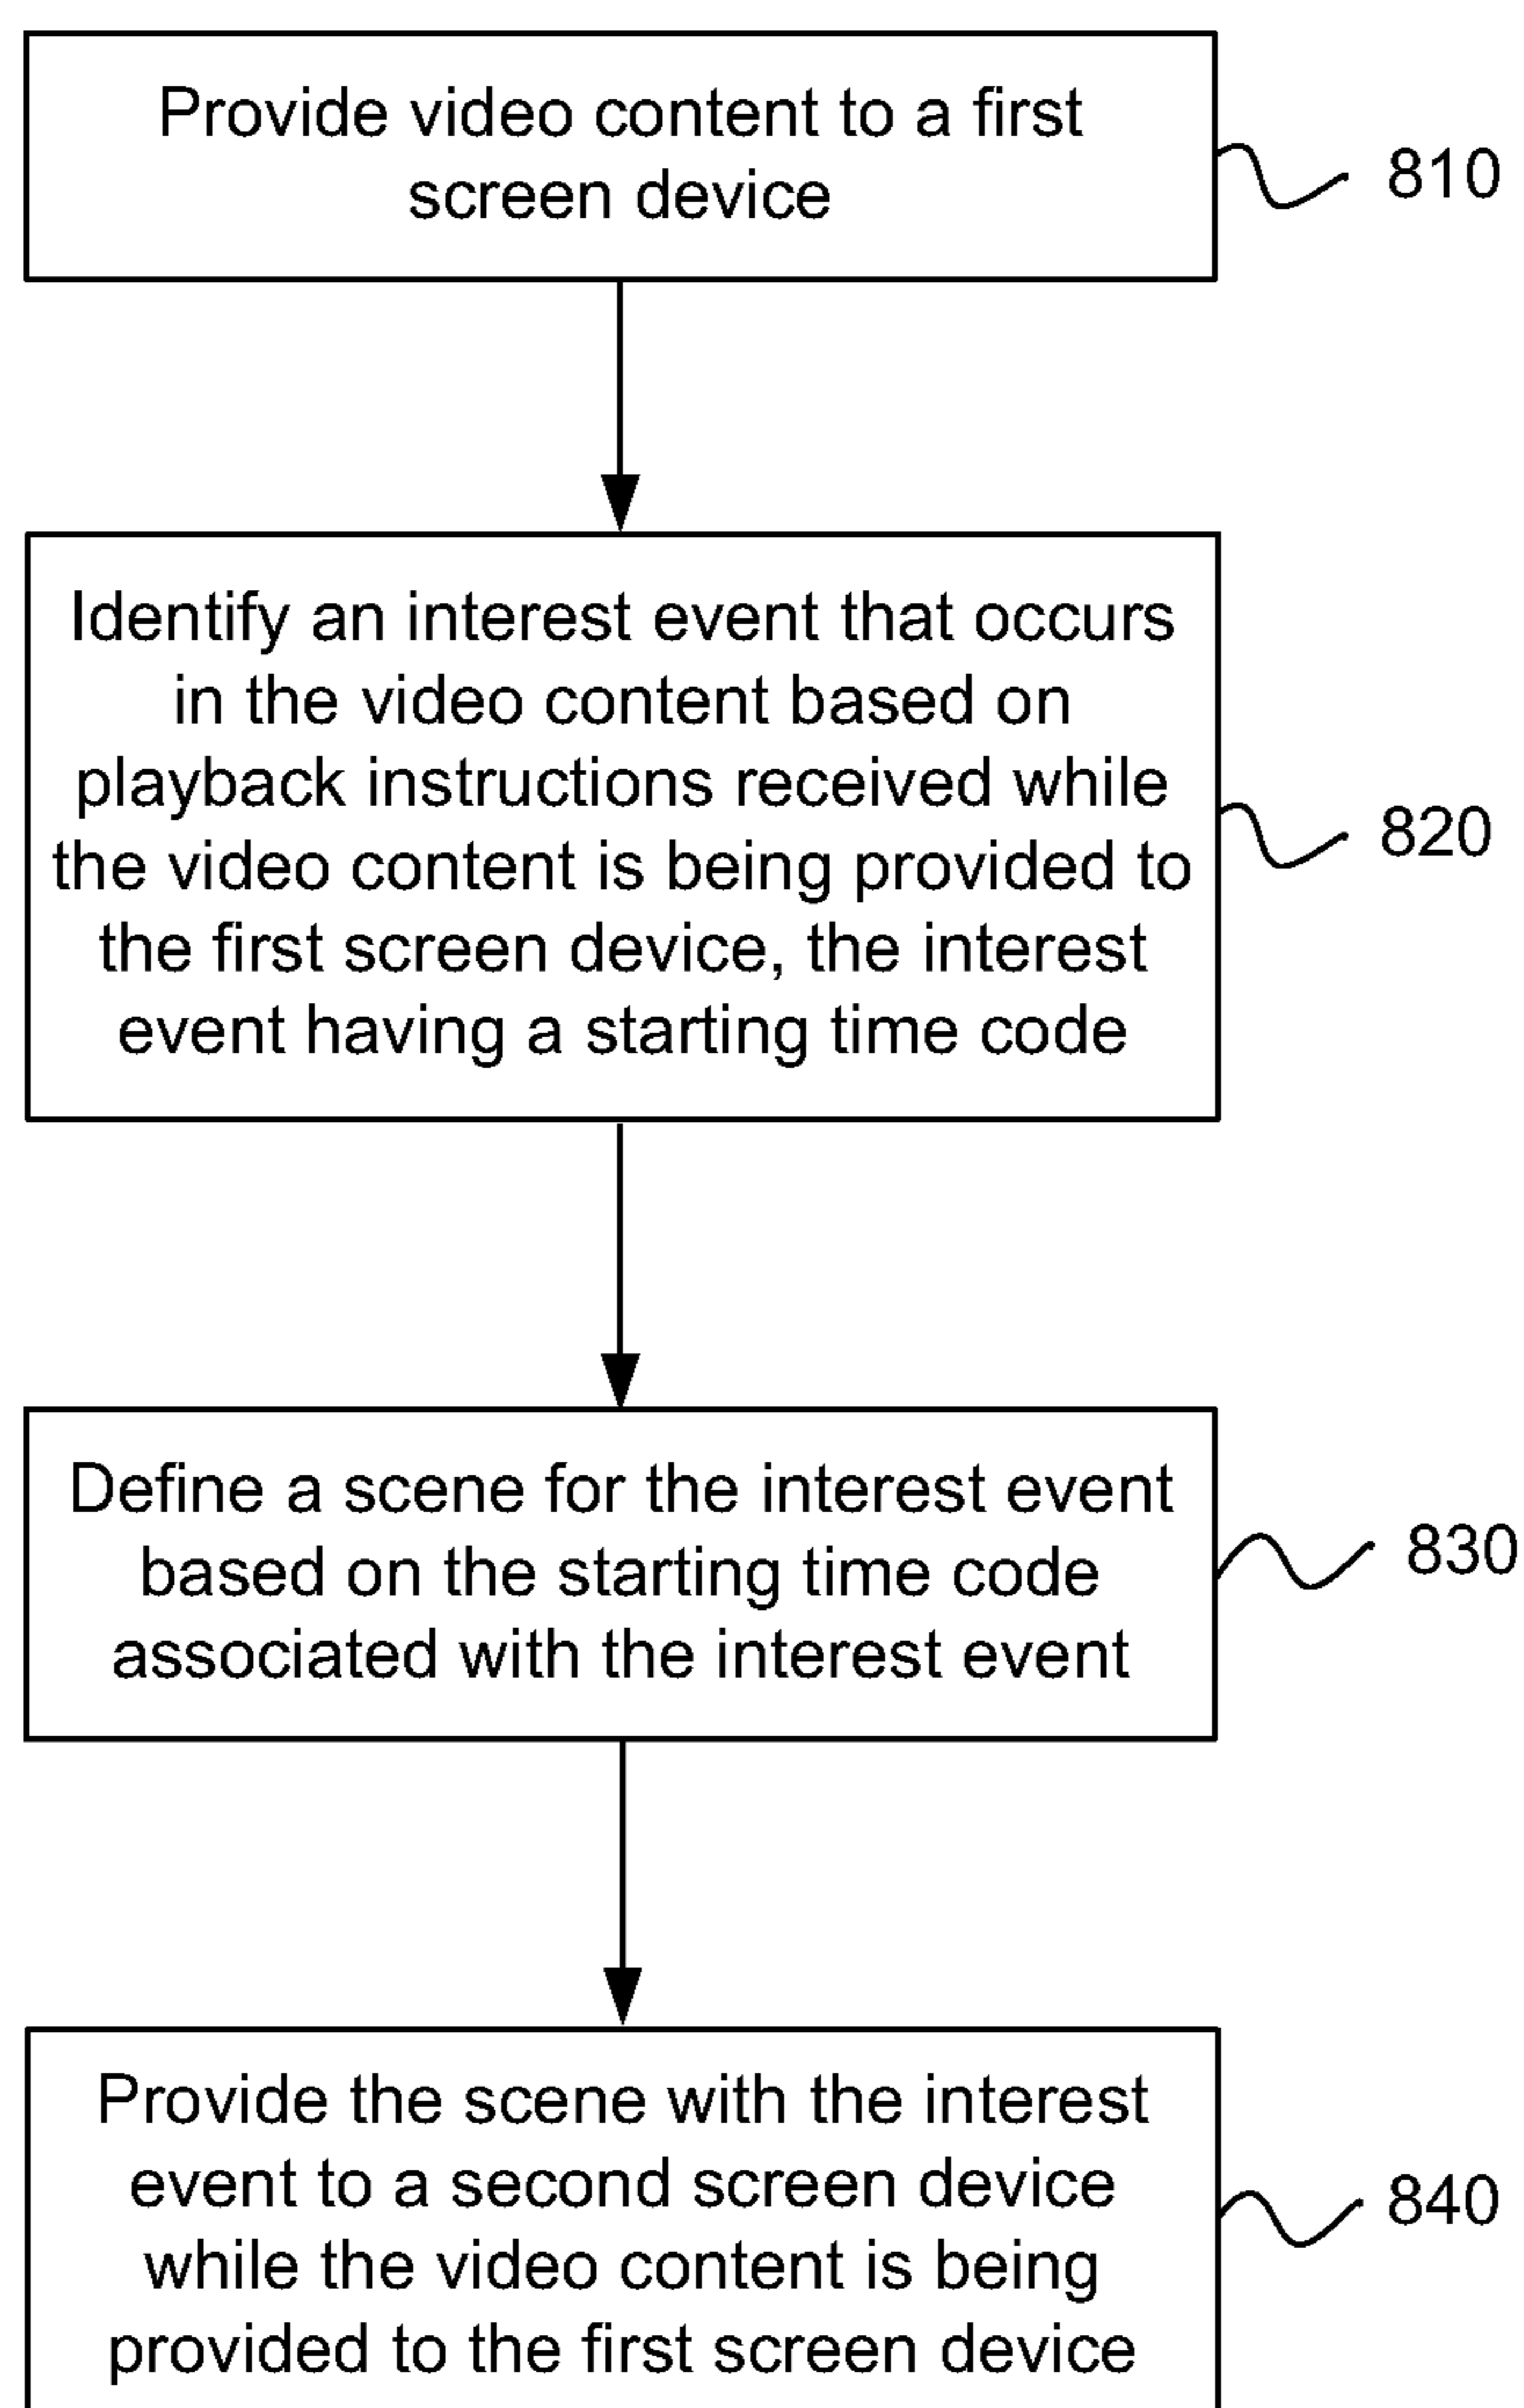 Provide video content to a first
screen device
810
Identify an interest event that occurs
in the video content based on
playback instructions received while
the video content is being provided to
the first screen device, the interest
event having a starting time code
820
Define a scene for the interest event
based on the starting time code
associated with the interest event
830
Provide the scene with the interest
event to a second screen device
while the video content is being
provided to the first screen device
840